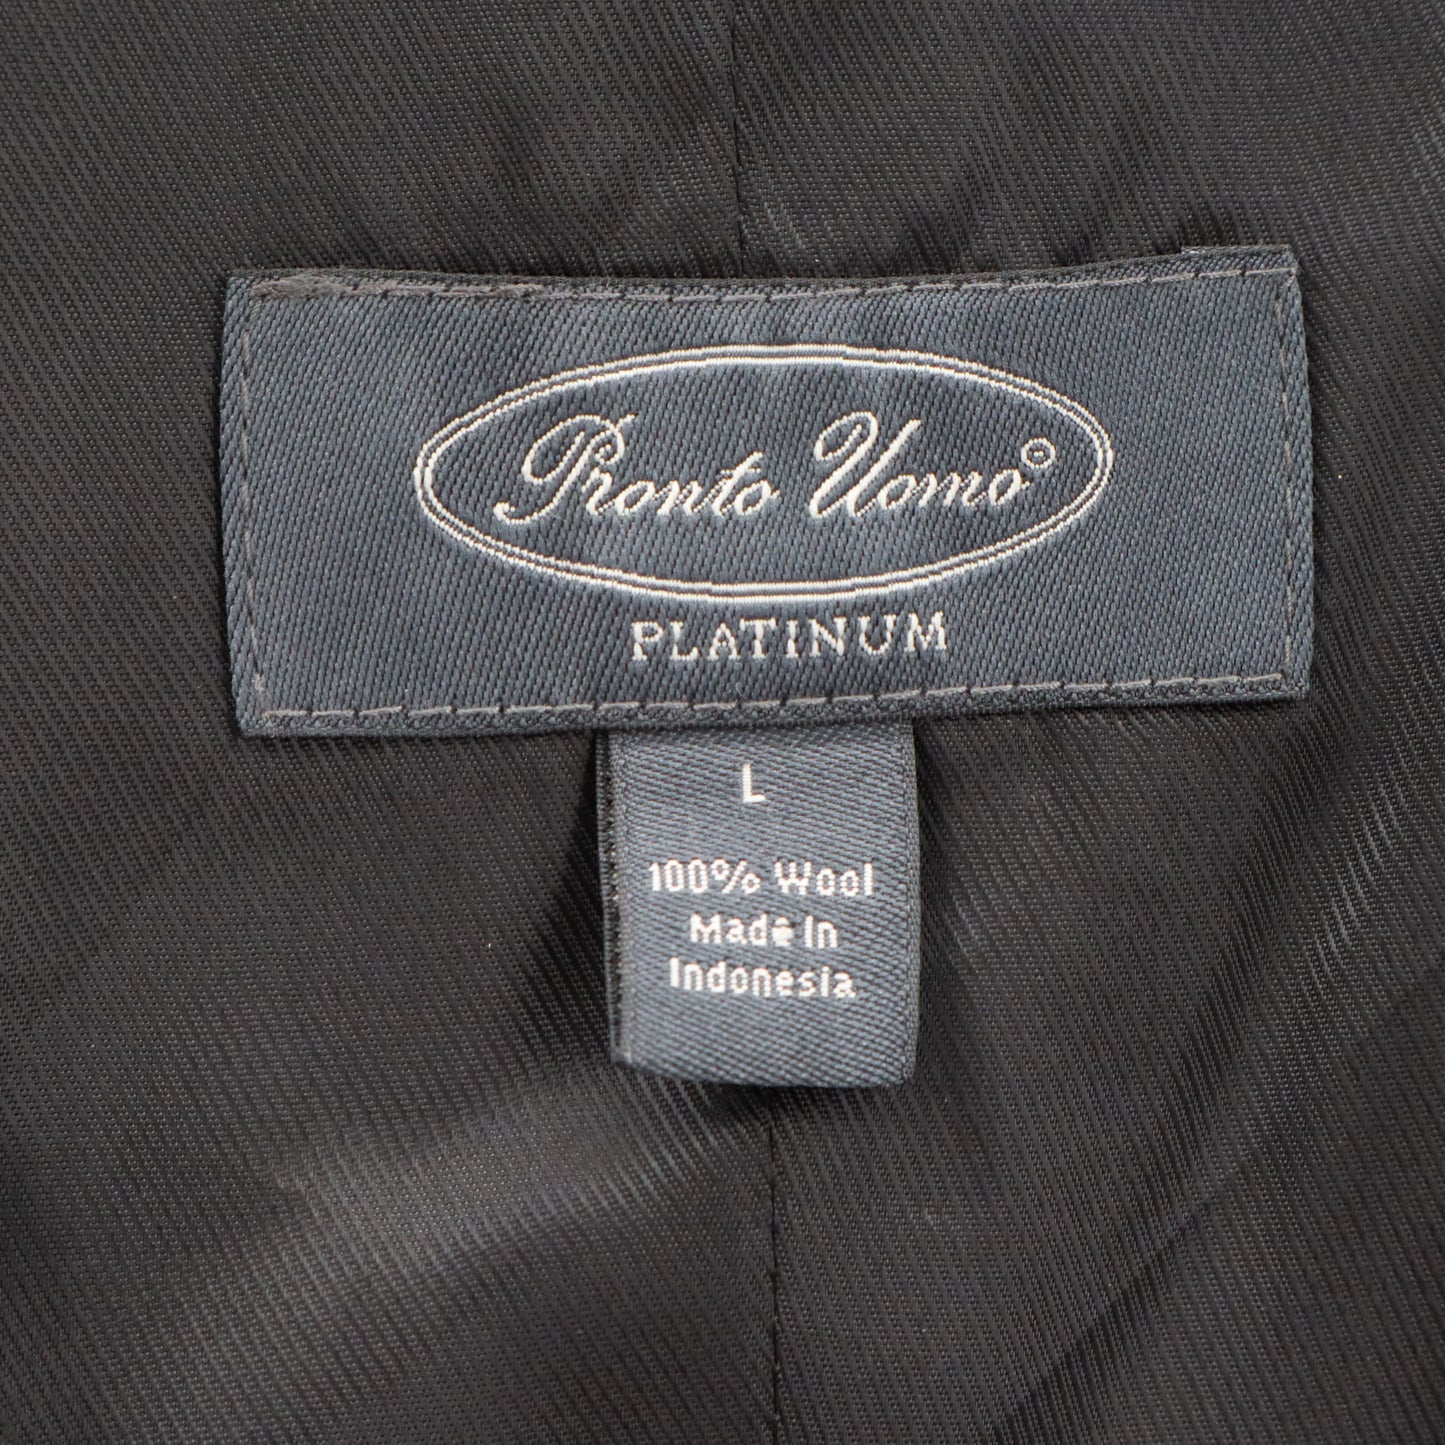 Pronto Uomo®
PLATINUM
L
100% Wool
Made In
Indonesia